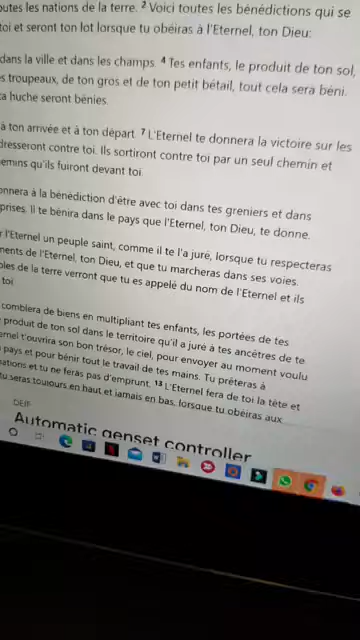 outes les nations de la terre. 2 Voici toutes les bénédictions qui se
toi et seront ton lot lorsque tu obéiras à l'Eternel, ton Dieu:
dans la ville et dans les champs. 4 Tes enfants, le produit de ton sol,
s troupeaux, de ton gros et de ton petit bétail, tout cela sera béni.
a huche seront bénies.
à ton arrivée et à ton départ. 7 L'Eternel te donnera la victoire sur les
dresseront contre toi. Ils sortiront contre toi par un seul chemin et
emins qu'ils fuiront devant toi.
onnera à la bénédiction d'être avec toi dans tes greniers et dans
prises. Il te bénira dans le pays que l'Eternel, ton Dieu, te donne.
r l'Eternel un peuple saint, comme il te l'a juré, lorsque tu respecteras
ments de l'Eternel, ton Dieu, et que tu marcheras dans ses voies.
ples de la terre verront que tu es appelé du nom de l'Eternel et ils
toi.
comblera de biens en multipliant tes enfants, les portées de tes
produit de ton sol dans le territoire qu'il a juré à tes ancêtres de te
ernel t'ouvrira son bon trésor, le ciel, pour envoyer au moment voulu
pays et pour bénir tout le travail de tes mains. Tu prêteras à
nations et tu ne feras pas d'emprunt. 13 L'Eternel fera de toi la tête et
tu seras toujours en haut et jamais en bas, lorsque tu obéiras aux
Automatic genset controller